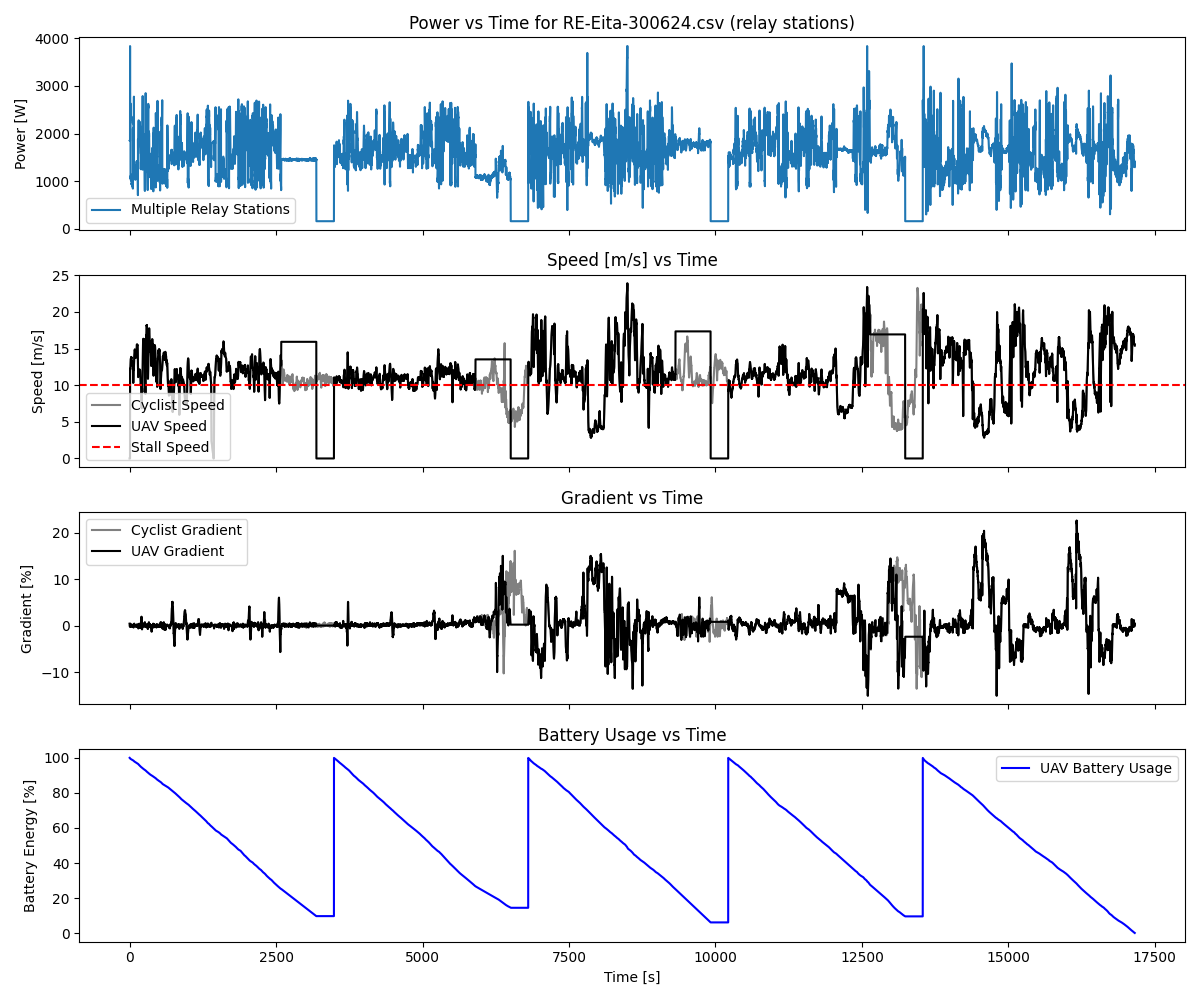 Power vs Time for RE-Eita-300624.csv (relay stations)
4000
3000
2000
1000
0
Power [W]
Multiple Relay Stations
Speed [m/s] vs Time
25
20
15
10
5
0
Speed [m/s]
Cyclist Speed
UAV Speed
Stall Speed
Gradient vs Time
20
10
0
−10
Gradient [%]
Cyclist Gradient
UAV Gradient
Battery Usage vs Time
100
80
60
40
20
0
Battery Energy [%]
UAV Battery Usage
0 2500 5000 7500 10000 12500 15000 17500
Time [s]